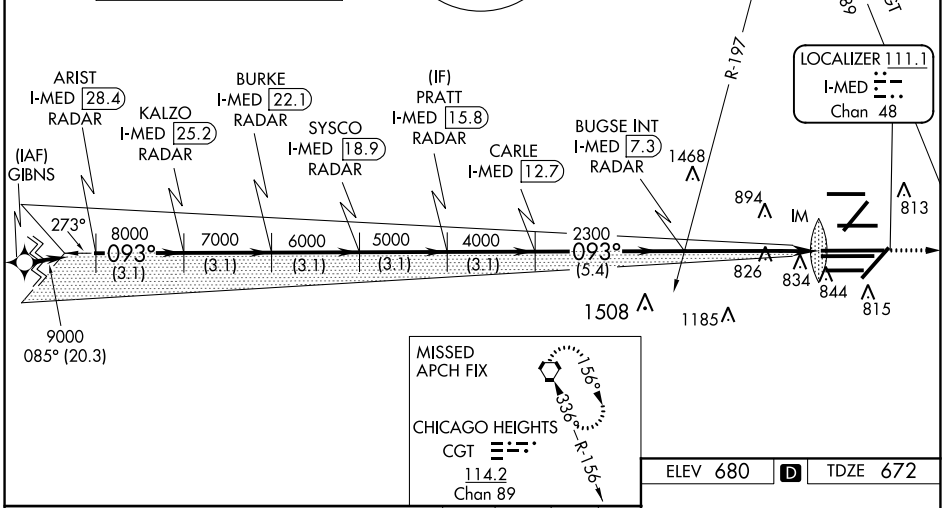 R-197
89
CGT
LOCALIZER 111.1
I-MED
Chan 48
ARIST
I-MED 28.4
RADAR
KALZO
I-MED 25.2
RADAR
BURKE
I-MED 22.1
RADAR
SYSCO
I-MED 18.9
RADAR
(IF)
PRATT
I-MED 15.8
RADAR
CARLE
I-MED 12.7
BUGSE INT
I-MED 7.3
RADAR
(IAF)
GIBNS
1468
894
IM
813
273°
8000
093°
(3.1)
7000
(3.1)
6000
(3.1)
5000
(3.1)
4000
(3.1)
2300
093°
(5.4)
826
834
844
815
1508
1185
9000
085° (20.3)
MISSED
APCH FIX
156°
336°
R-156
CHICAGO HEIGHTS
CGT
114.2
Chan 89
ELEV 680
D
TDZE 672